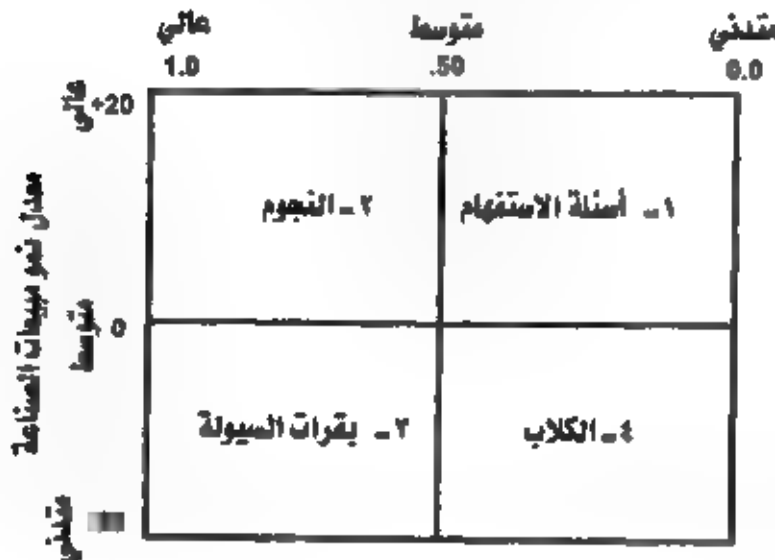 عالي متوسط متدني
1.0 .50 0.0
عالي +20
١- أسئلة الاستفهام ٢- النجوم
معدل نمو مبيعات الصناعة
متوسط 0
٤- الكلاب ٣- بقرات السيولة
متدني